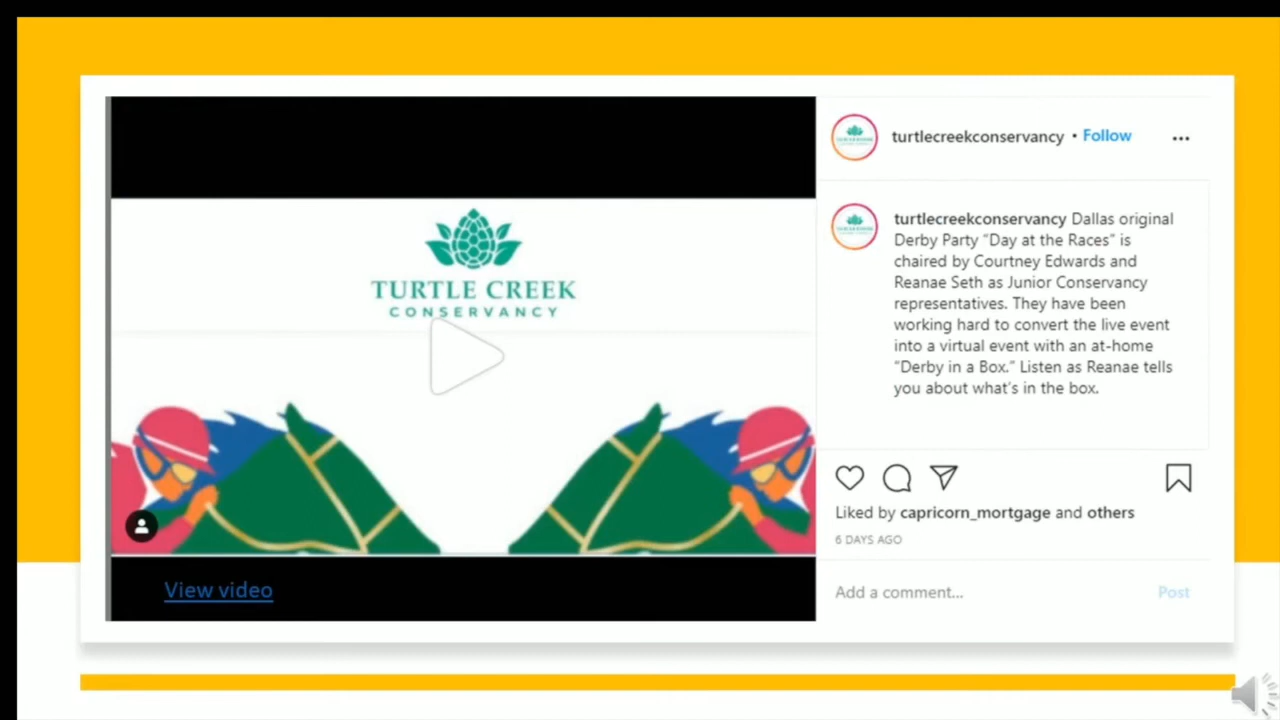 TURTLE CREEK
CONSERVANCY
View video
turtlecreekconservancy • Follow
turtlecreekconservancy Dallas original
Derby Party “Day at the Races” is
chaired by Courtney Edwards and
Reanae Seth as Junior Conservancy
representatives. They have been
working hard to convert the live event
into a virtual event with an at-home
“Derby in a Box.” Listen as Reanae tells
you about what's in the box.
Liked by capricorn_mortgage and others
6 DAYS AGO
Add a comment...
Post